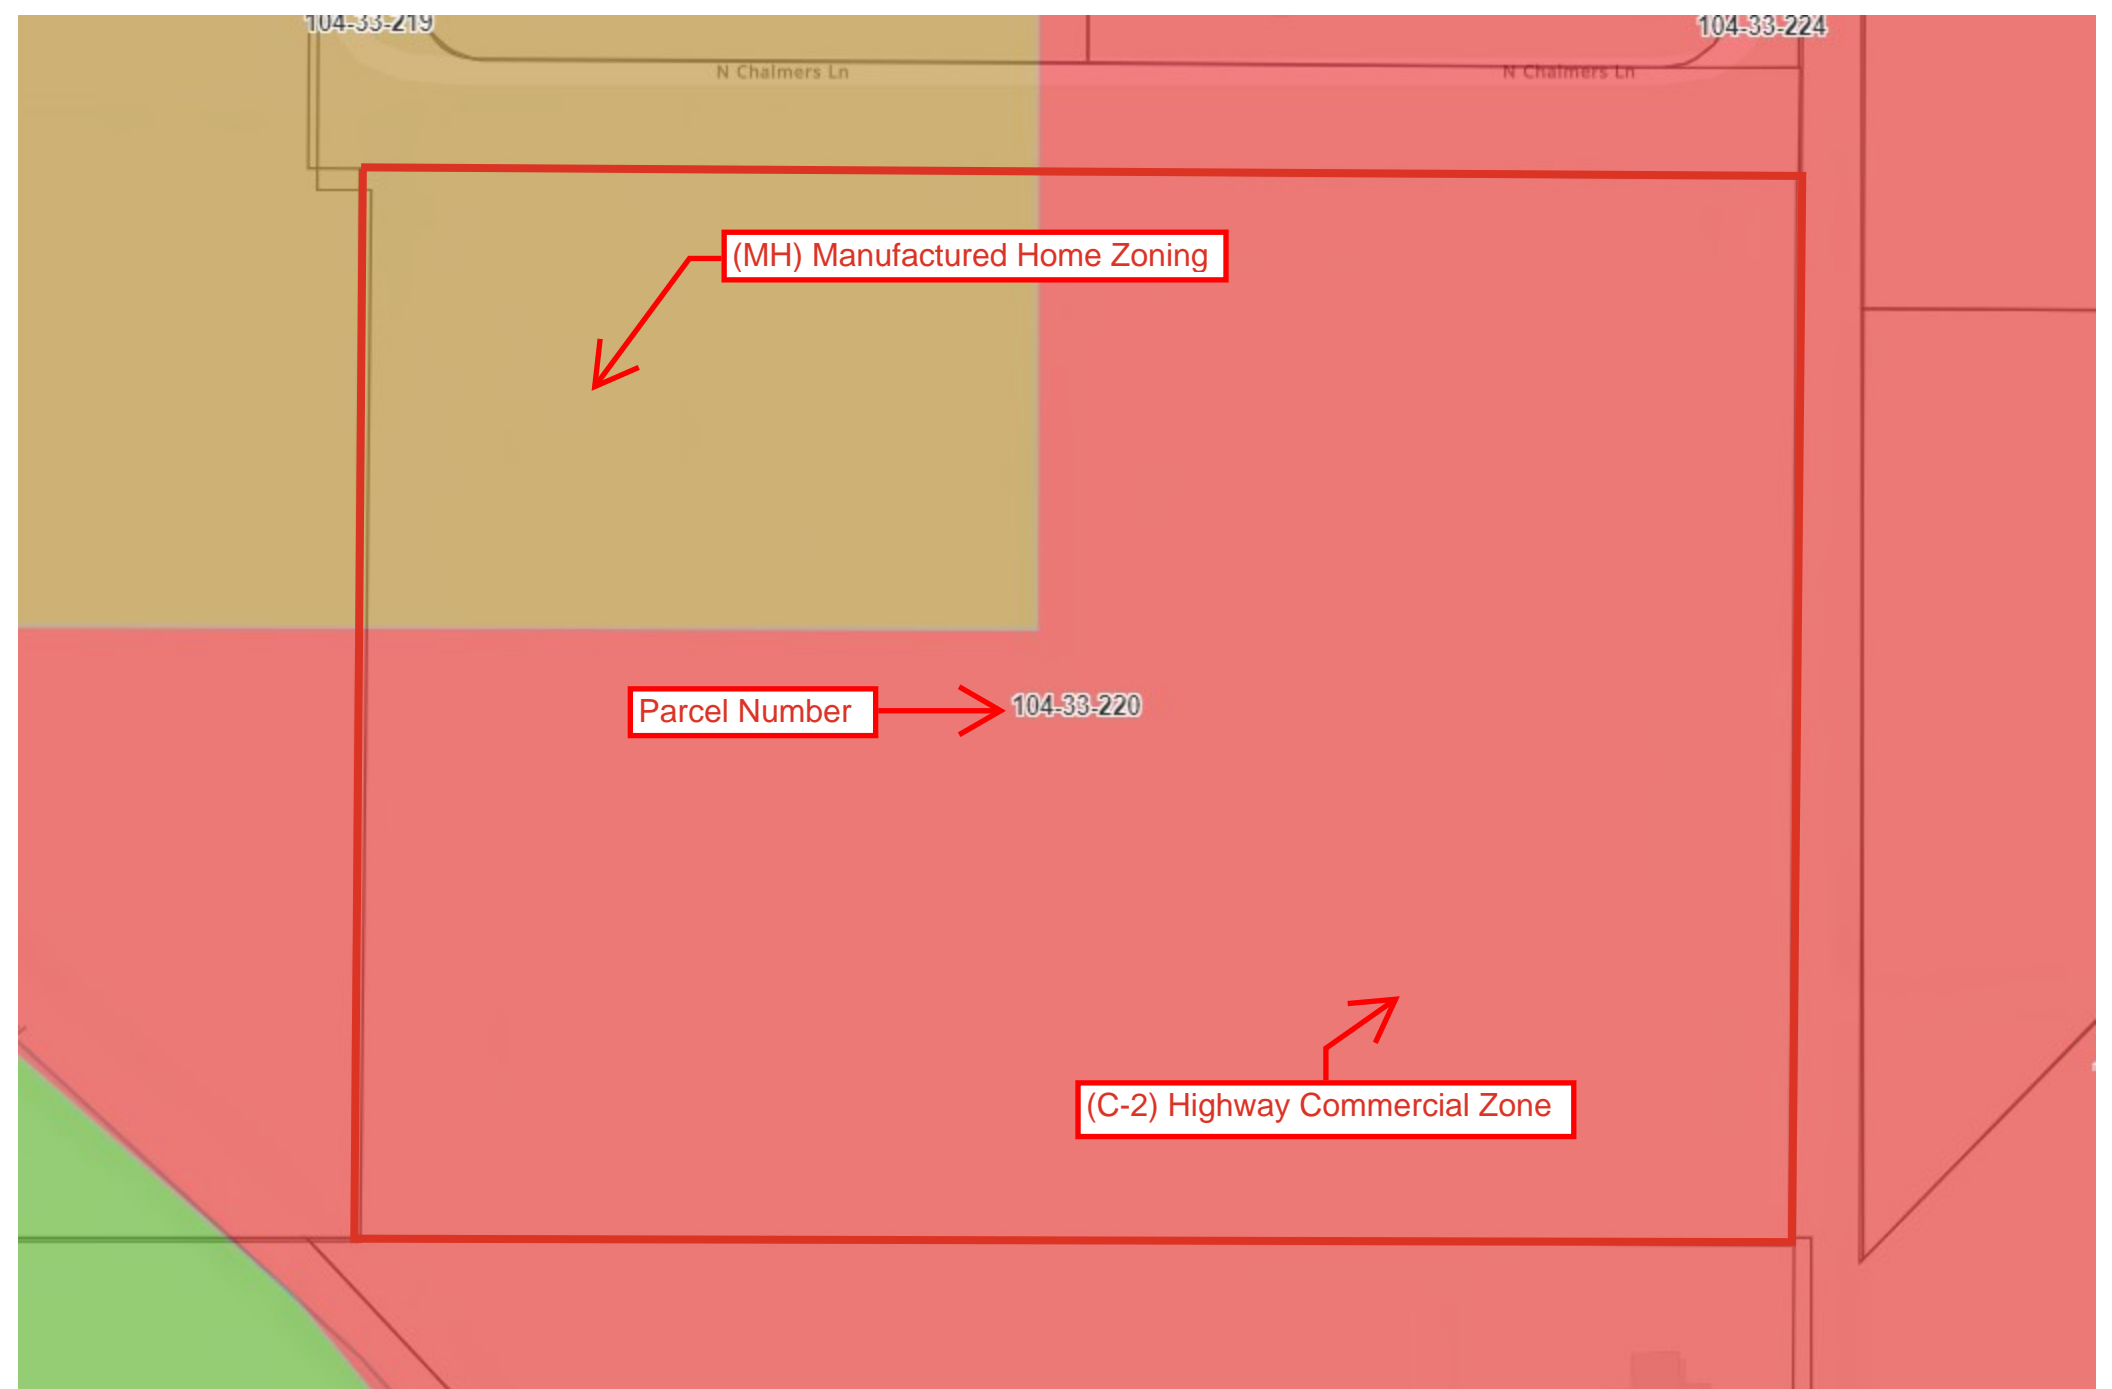 104-33-219
104-33-224
N Chalmers Ln
N Chalmers Ln
(MH) Manufactured Home Zoning
Parcel Number
104-33-220
(C-2) Highway Commercial Zone